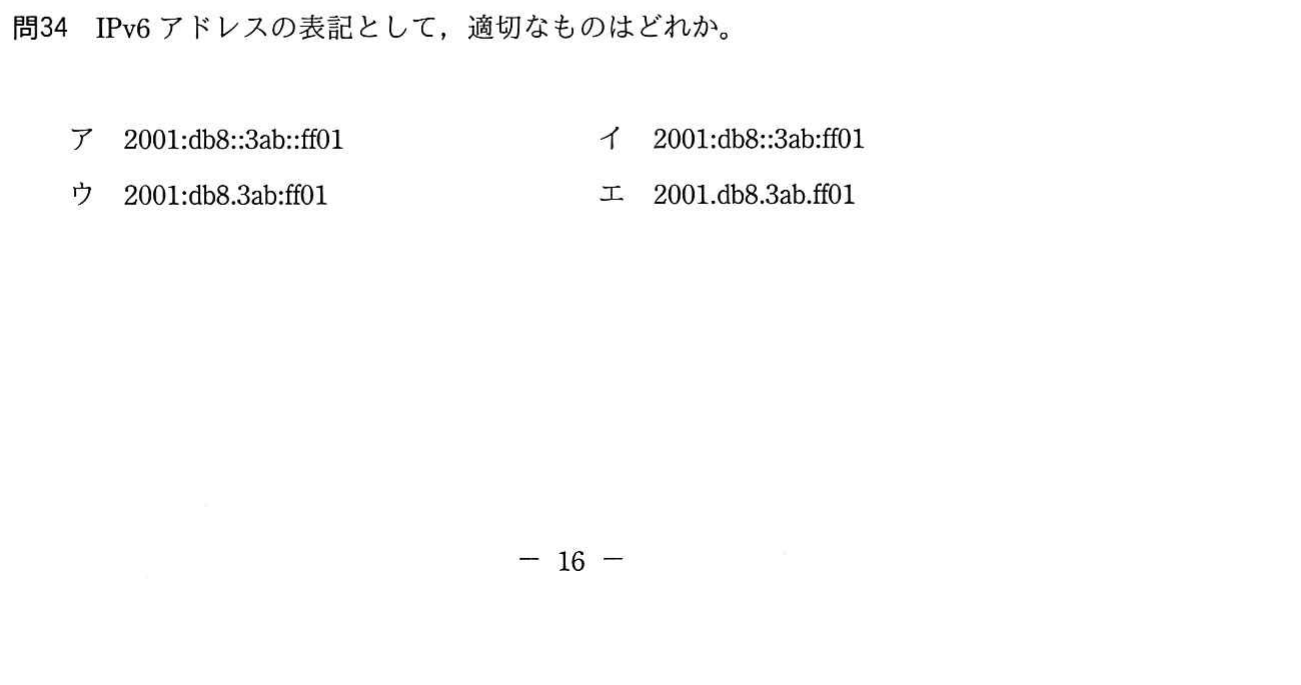 問34 IPv6 アドレスの表記として，適切なものはどれか。
ア 2001:db8::3ab::ff01 イ 2001:db8::3ab:ff01
ウ 2001:db8.3ab:ff01 エ 2001.db8.3ab.ff01
－ 16 －